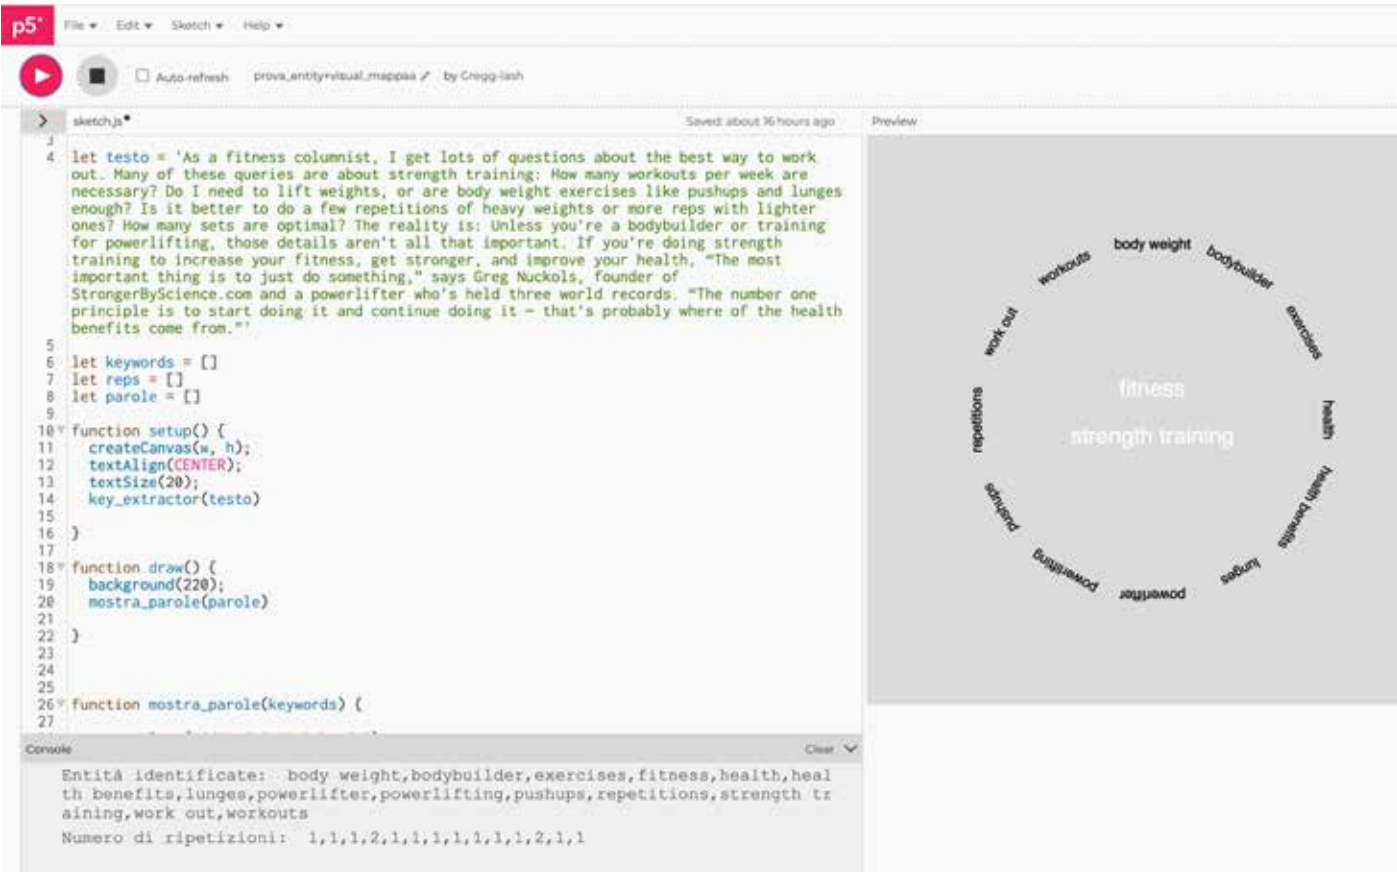 p5*
File Edit Sketch Help
Auto-refresh prova_entity+visual_mappaa by Gregg-lash
sketch.js Saved: about 16 hours ago Preview
3
4 let testo = 'As a fitness columnist, I get lots of questions about the best way to work
out. Many of these queries are about strength training: How many workouts per week are
necessary? Do I need to lift weights, or are body weight exercises like pushups and lunges
enough? Is it better to do a few repetitions of heavy weights or more reps with lighter
ones? How many sets are optimal? The reality is: Unless you're a bodybuilder or training
for powerlifting, those details aren't all that important. If you're doing strength
training to increase your fitness, get stronger, and improve your health, “The most
important thing is to just do something,” says Greg Nuckols, founder of
StrongerByScience.com and a powerlifter who's held three world records. “The number one
principle is to start doing it and continue doing it — that's probably where of the health
benefits come from.”'
5
6 let keywords = []
7 let reps = []
8 let parole = []
9
10 function setup() {
11 createCanvas(w, h);
12 textAlign(CENTER);
13 textSize(20);
14 key_extractor(testo)
15
16 }
17
18 function draw() {
19 background(220);
20 mostra_parole(parole)
21
22 }
23
24
25
26 function mostra_parole(keywords) {
27
Console Clear
Entità identificate: body weight,bodybuilder,exercises,fitness,health,heal
th benefits,lunges,powerlifter,powerlifting,pushups,repetitions,strength tr
aining,work out,workouts
Numero di ripetizioni: 1,1,1,2,1,1,1,1,1,1,1,2,1,1
body weight
bodybuilder
exercises
health
health benefits
lunges
powerlifter
powerlifting
pushups
repetitions
work out
workouts
fitness
strength training